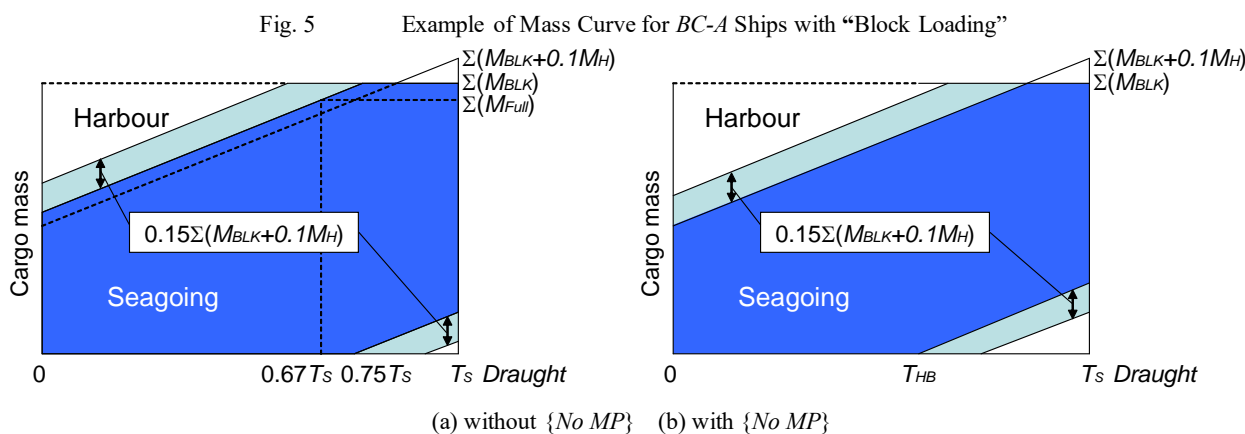 Fig. 5 Example of Mass Curve for BC-A Ships with “Block Loading”
Σ(MBLK+0.1MH)
Σ(MBLK)
Σ(MFull)
Harbour
Cargo mass
0.15Σ(MBLK+0.1MH)
Seagoing
0 0.67TS 0.75TS TS Draught
Σ(MBLK+0.1MH)
Σ(MBLK)
Harbour
Cargo mass
0.15Σ(MBLK+0.1MH)
Seagoing
0 THB TS Draught
(a) without {No MP} (b) with {No MP}